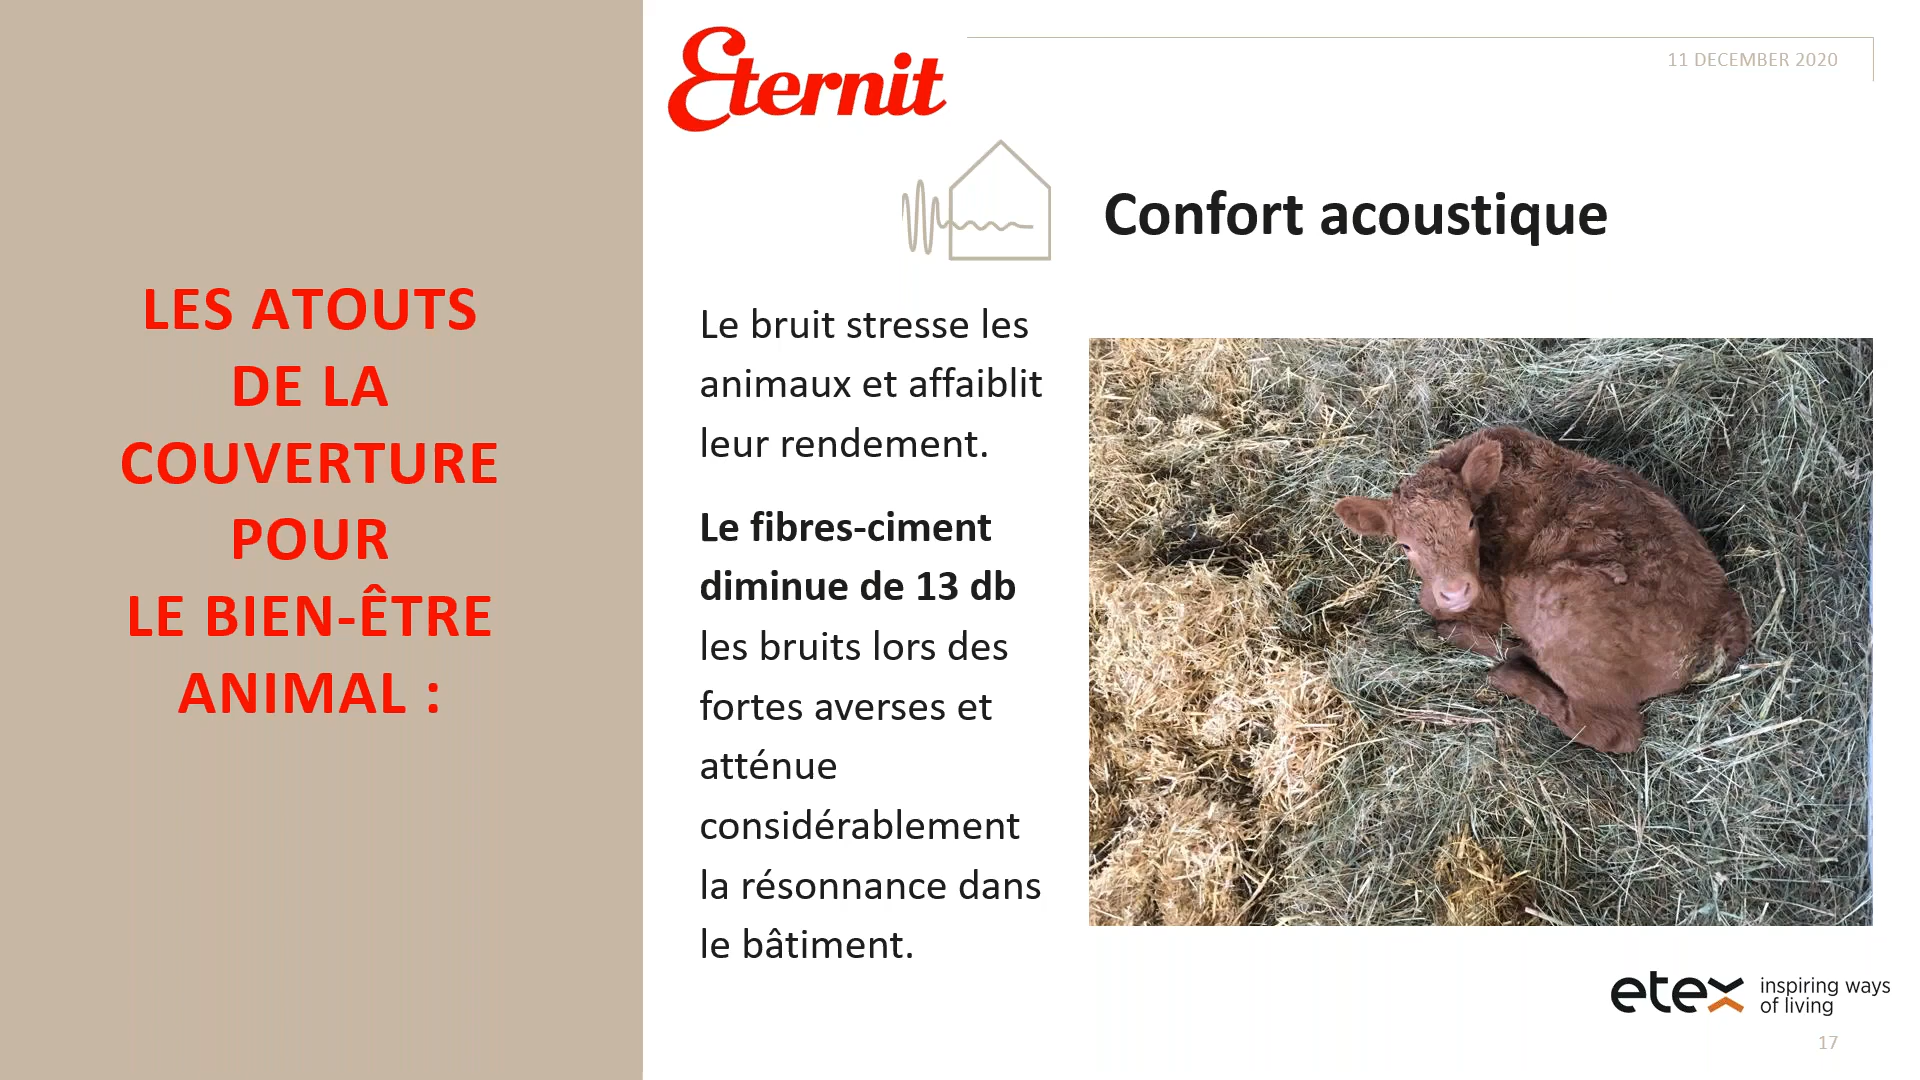 Eternit
11 DECEMBER 2020
LES ATOUTS
DE LA
COUVERTURE
POUR
LE BIEN-ÊTRE
ANIMAL :
Confort acoustique
Le bruit stresse les
animaux et affaiblit
leur rendement.
Le fibres-ciment
diminue de 13 db
les bruits lors des
fortes averses et
atténue
considérablement
la résonnance dans
le bâtiment.
etex
inspiring ways
of living
17